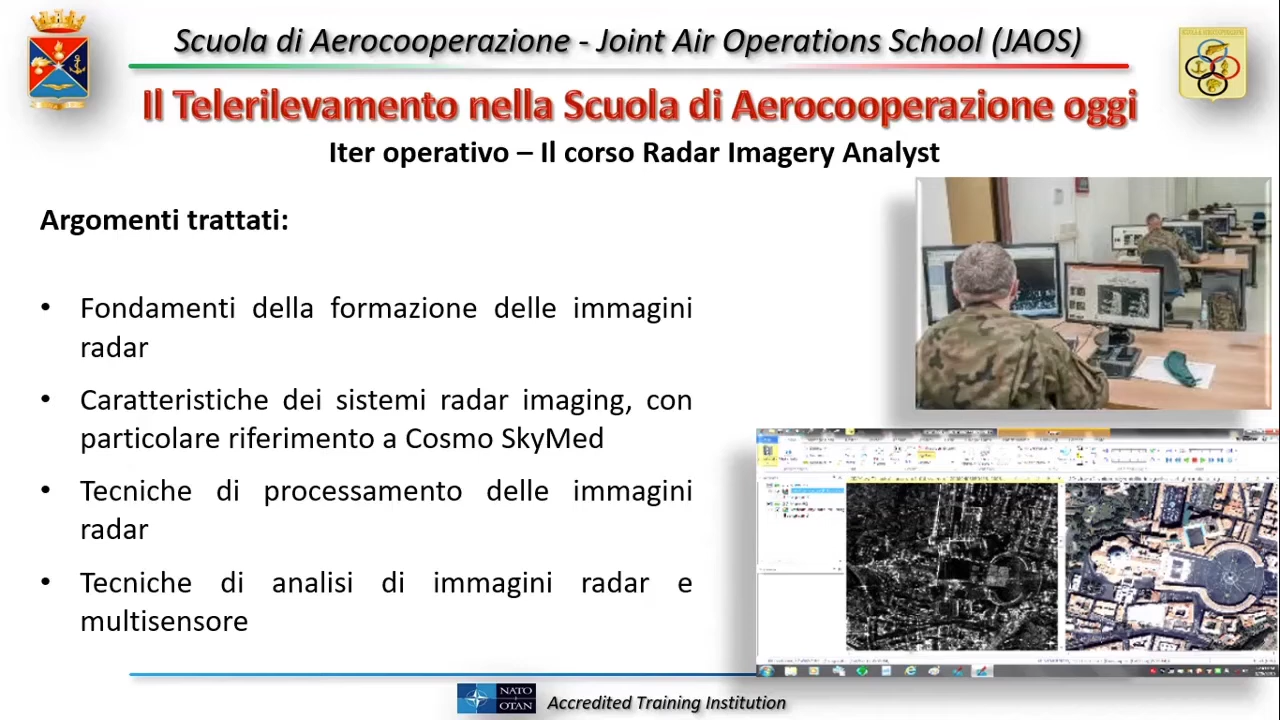 Scuola di Aerocooperazione - Joint Air Operations School (JAOS)
Il Telerilevamento nella Scuola di Aerocooperazione oggi
Iter operativo – Il corso Radar Imagery Analyst
Argomenti trattati:
• Fondamenti della formazione delle immagini
radar
• Caratteristiche dei sistemi radar imaging, con
particolare riferimento a Cosmo SkyMed
• Tecniche di processamento delle immagini
radar
• Tecniche di analisi di immagini radar e
multisensore
NATO
OTAN
Accredited Training Institution